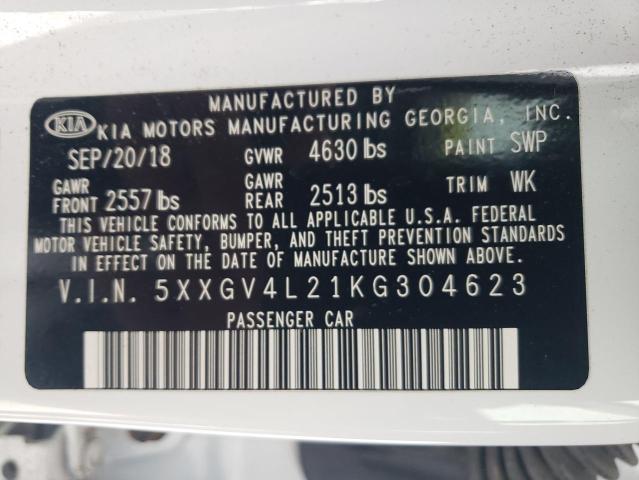 MANUFACTURED BY
KIA KIA MOTORS MANUFACTURING GEORGIA, INC.
SEP/20/18 GVWR 4630 lbs PAINT SWP
GAWR FRONT 2557 lbs GAWR REAR 2513 lbs TRIM WK
THIS VEHICLE CONFORMS TO ALL APPLICABLE U.S.A. FEDERAL
MOTOR VEHICLE SAFETY, BUMPER, AND THEFT PREVENTION STANDARDS
IN EFFECT ON THE DATE OF MANUFACTURE SHOWN ABOVE.
V.I.N. 5XXGV4L21KG304623
PASSENGER CAR